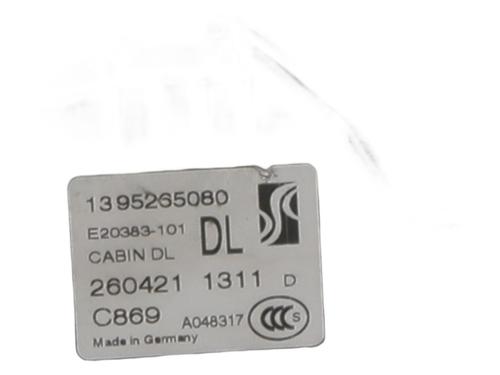 1395265080
E20383-101 DL
CABIN DL
260421 1311 D
C869 A048317 CCC S
Made in Germany